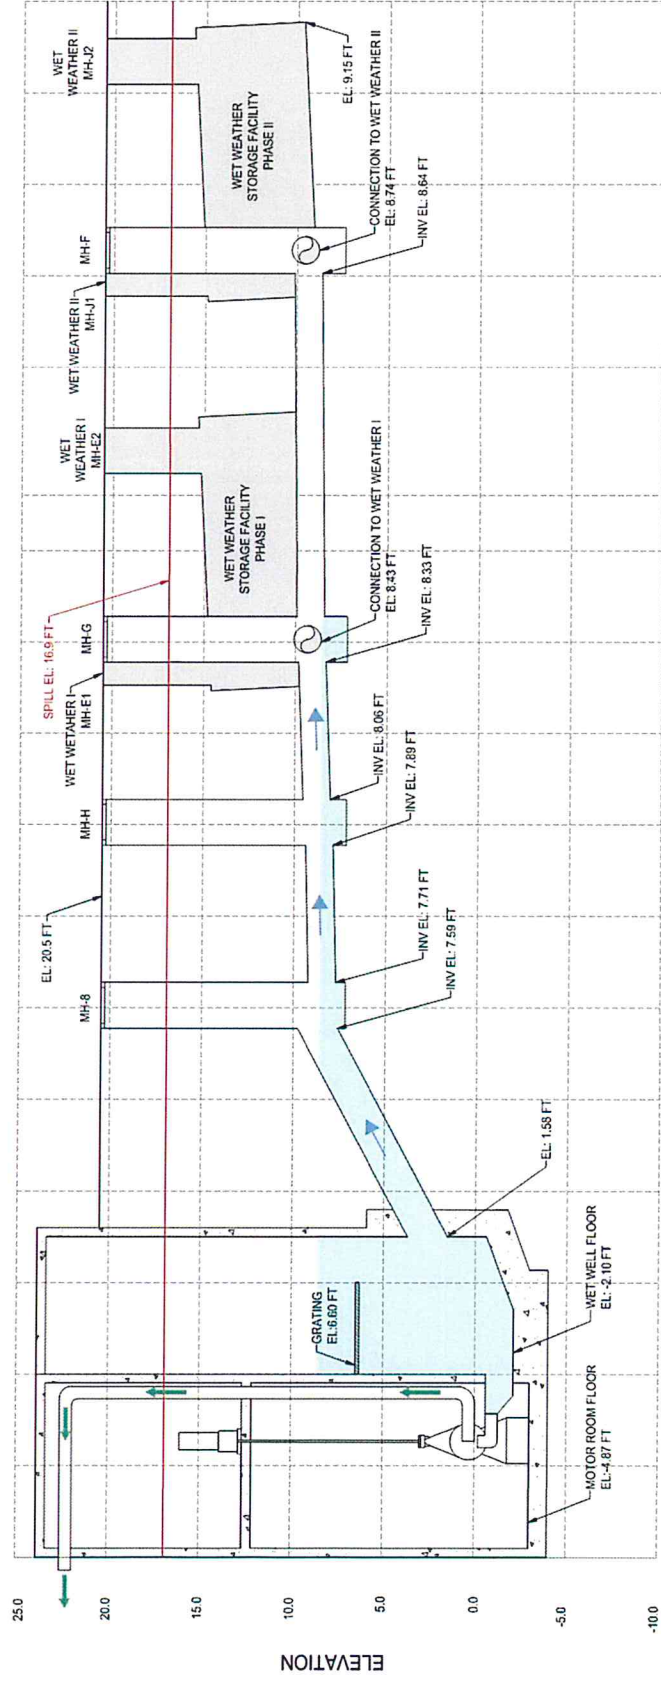 ELEVATION
25.0
20.0
15.0
10.0
5.0
0.0
-5.0
-10.0
MOTOR ROOM FLOOR
EL:-4.87 FT
WET WELL FLOOR
EL: -2.10 FT
GRATING
EL:6.60 FT
EL: 1.58 FT
MH-8
INV EL: 7.59 FT
INV EL: 7.71 FT
EL: 20.5 FT
MH-H
INV EL: 7.89 FT
INV EL: 8.06 FT
WET WETAHER I
MH-E1
SPILL EL: 16.9 FT
MH-G
INV EL: 8.33 FT
CONNECTION TO WET WEATHER I
EL: 8.43 FT
WET WEATHER
STORAGE FACILITY
PHASE I
WET
WEATHER I
MH-E2
WET WEATHER II
MH-J1
MH-F
INV EL: 8.64 FT
CONNECTION TO WET WEATHER II
EL: 8.74 FT
WET WEATHER
STORAGE FACILITY
PHASE II
WET
WEATHER II
MH-J2
EL: 9.15 FT